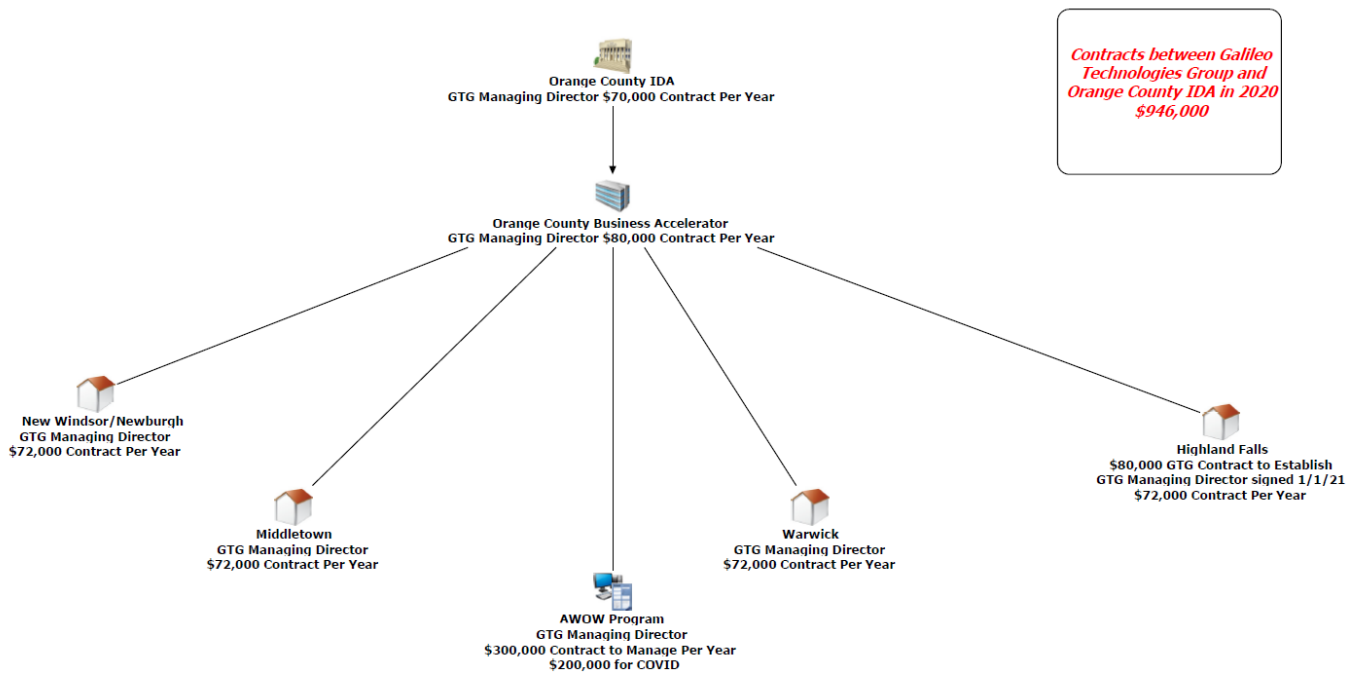 Contracts between Galileo
Technologies Group and
Orange County IDA in 2020
$946,000
Orange County IDA
GTG Managing Director $70,000 Contract Per Year
Orange County Business Accelerator
GTG Managing Director $80,000 Contract Per Year
New Windsor/Newburgh
GTG Managing Director
$72,000 Contract Per Year
Highland Falls
$80,000 GTG Contract to Establish
GTG Managing Director signed 1/1/21
$72,000 Contract Per Year
Middletown
GTG Managing Director
$72,000 Contract Per Year
Warwick
GTG Managing Director
$72,000 Contract Per Year
AWOW Program
GTG Managing Director
$300,000 Contract to Manage Per Year
$200,000 for COVID